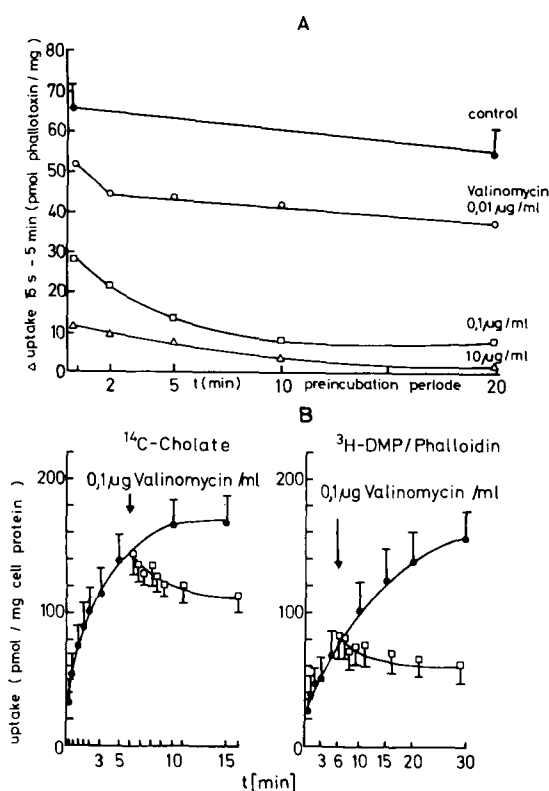 A
Δ uptake 15 s - 5 min (pmol phallotoxin / mg)
80
70
60
50
40
30
20
10
0
control
Valinomycin
0,01 µg/ml
0,1 µg/ml
10 µg/ml
2 5 10 20
t (min) preincubation periode
B
14C-Cholate
3H-DMP/Phalloidin
0,1 µg Valinomycin /ml
0,1 µg Valinomycin /ml
uptake ( pmol / mg cell protein )
200
100
0
200
100
0
3 5 10 15
3 6 10 15 20 30
t [min]